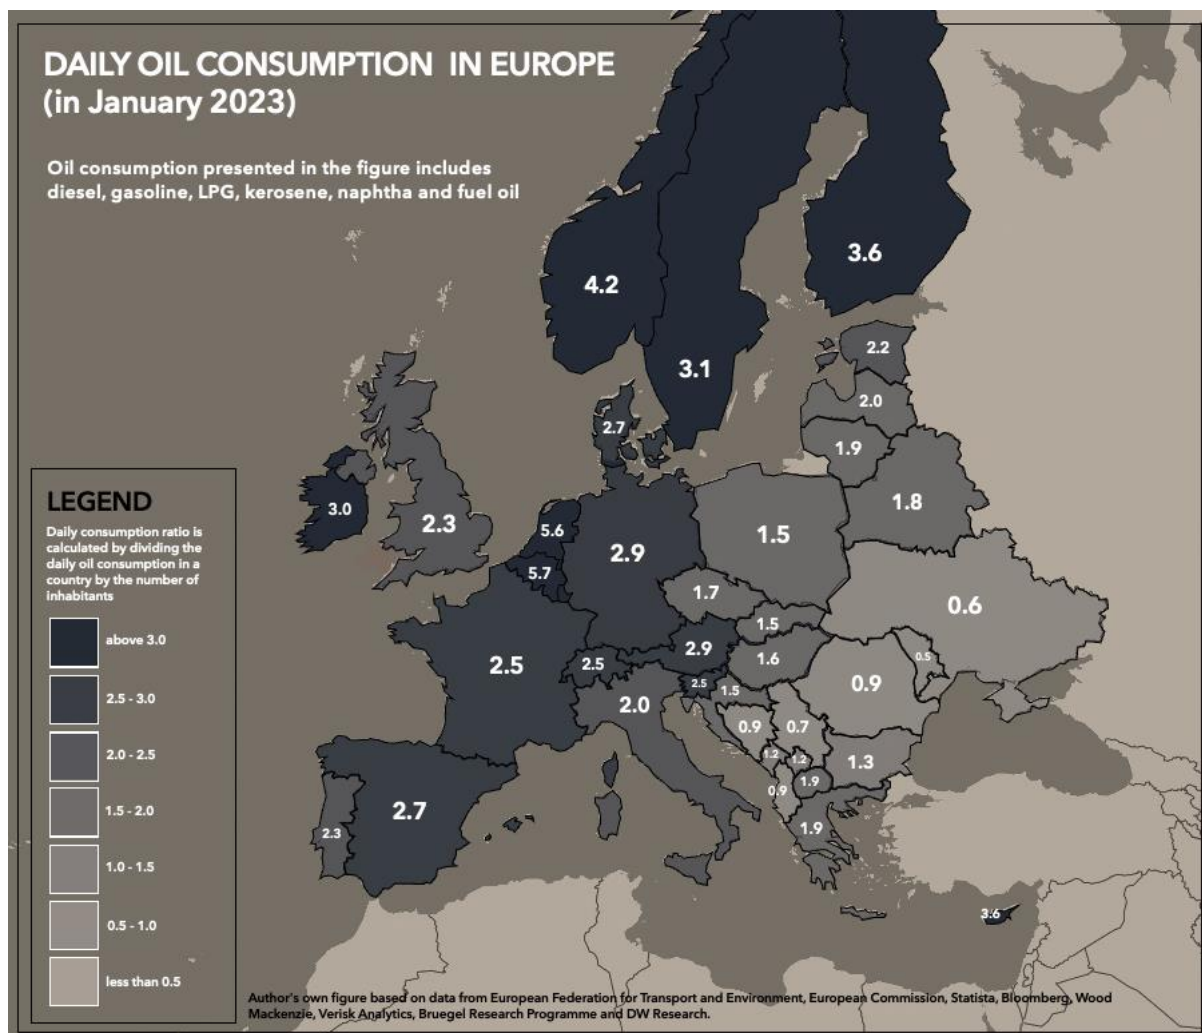 DAILY OIL CONSUMPTION IN EUROPE
(in January 2023)
Oil consumption presented in the figure includes
diesel, gasoline, LPG, kerosene, naphtha and fuel oil
4.2
3.6
3.1
2.2
2.0
2.7
1.9
1.8
3.0
2.3
5.6
5.7
2.9
1.5
1.7
0.6
1.5
2.5
2.5
2.9
1.6
0.5
2.5
1.5
0.9
2.0
0.9
0.7
1.2
1.2
1.3
0.9
1.9
2.7
2.3
1.9
3.6
LEGEND
Daily consumption ratio is
calculated by dividing the
daily oil consumption in a
country by the number of
inhabitants
above 3.0
2.5 - 3.0
2.0 - 2.5
1.5 - 2.0
1.0 - 1.5
0.5 - 1.0
less than 0.5
Author's own figure based on data from European Federation for Transport and Environment, European Commission, Statista, Bloomberg, Wood
Mackenzie, Verisk Analytics, Bruegel Research Programme and DW Research.